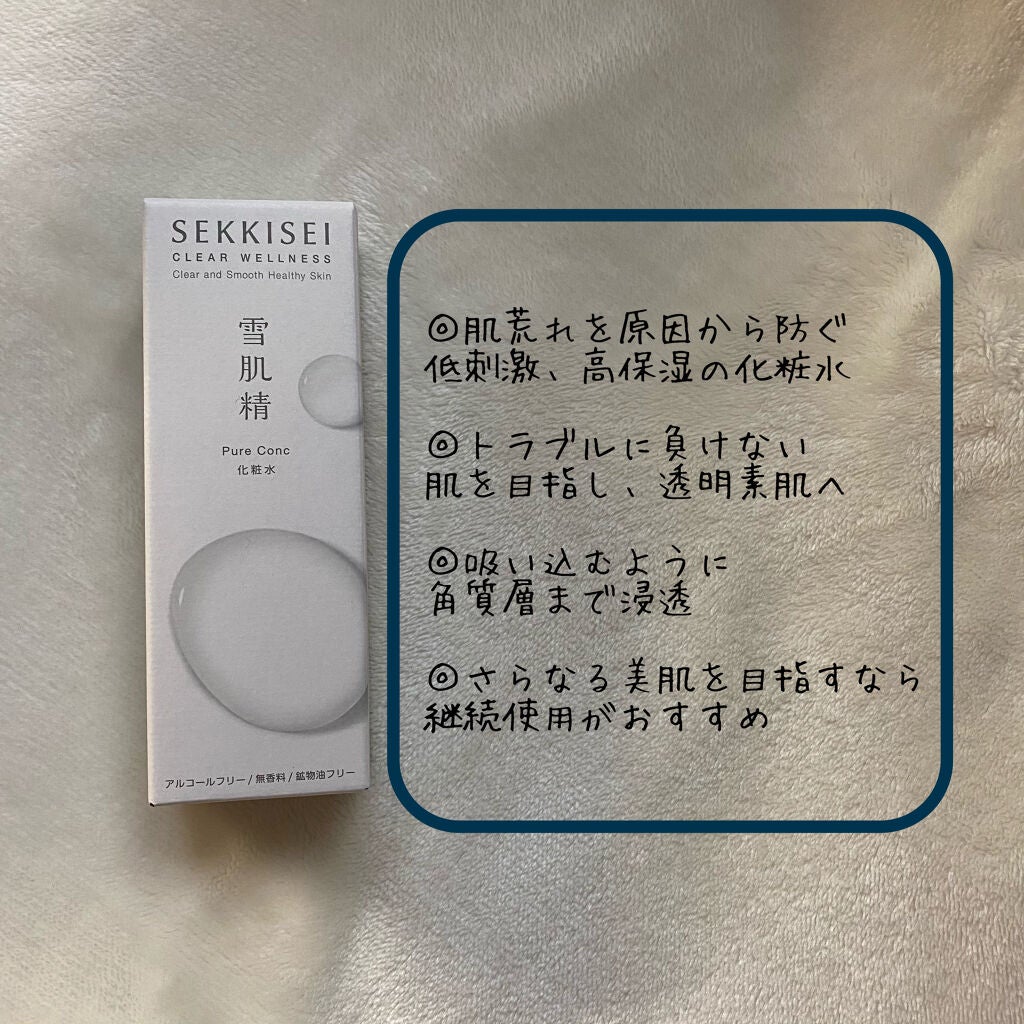 SEKKISEI
CLEAR WELLNESS
Clear and Smooth Healthy Skin
雪肌精
Pure Conc
化粧水
アルコールフリー/無香料/鉱物油フリー
◎肌荒れを原因から防ぐ
低刺激、高保湿の化粧水
◎トラブルに負けない
肌を目指し、透明素肌へ
◎吸い込むように
角質層まで浸透
◎さらなる美肌を目指すなら
継続使用がおすすめ